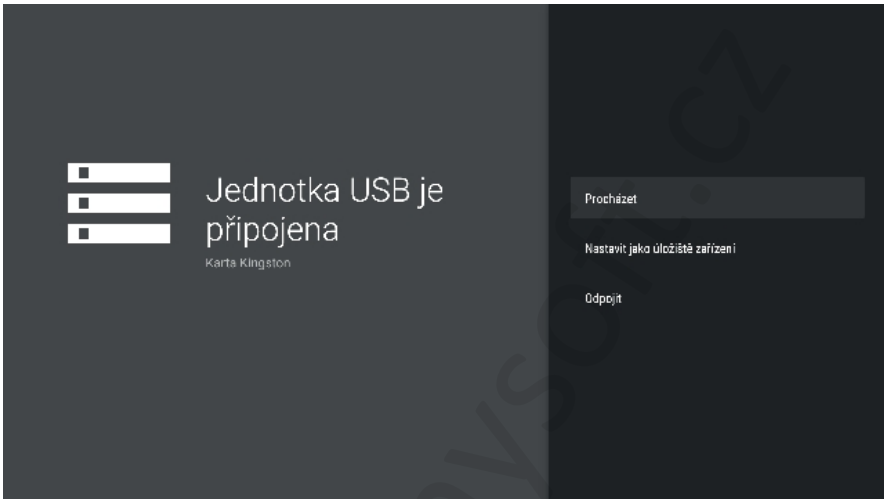 Jednotka USB je
připojena
Karta Kingston
Procházet
Nastavit jako úložiště zařízení
Odpojit